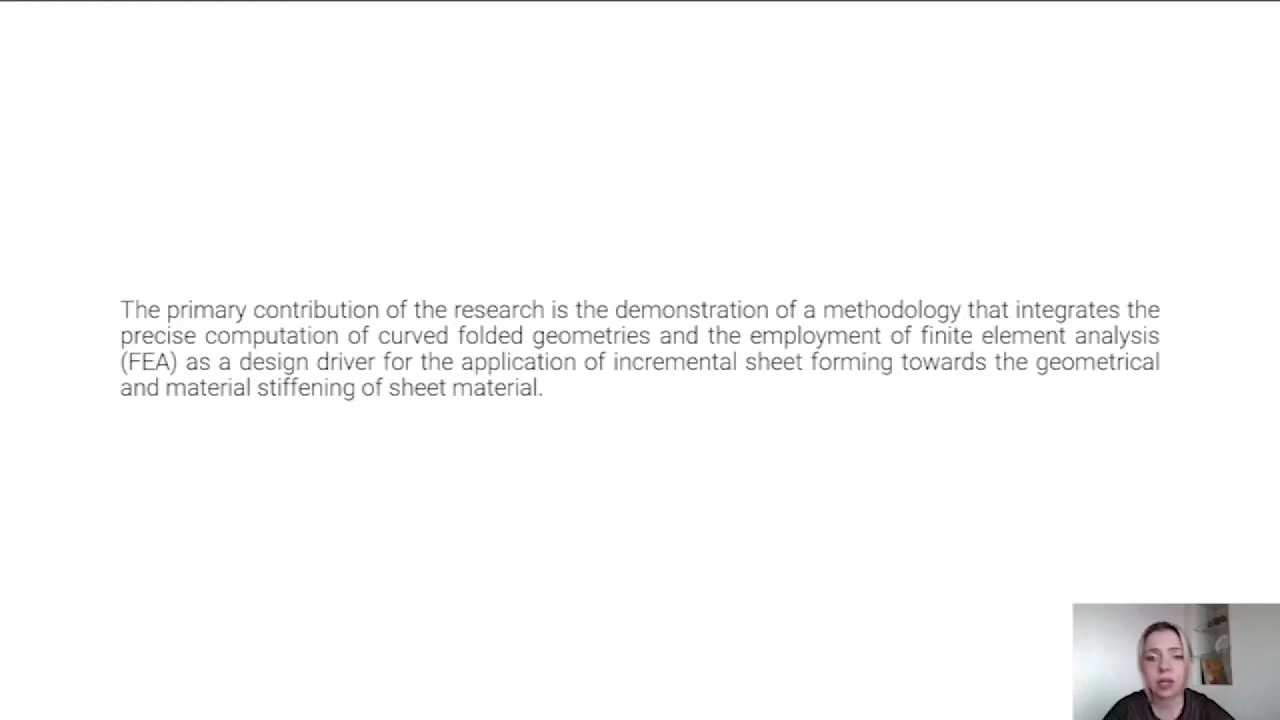 The primary contribution of the research is the demonstration of a methodology that integrates the
precise computation of curved folded geometries and the employment of finite element analysis
(FEA) as a design driver for the application of incremental sheet forming towards the geometrical
and material stiffening of sheet material.